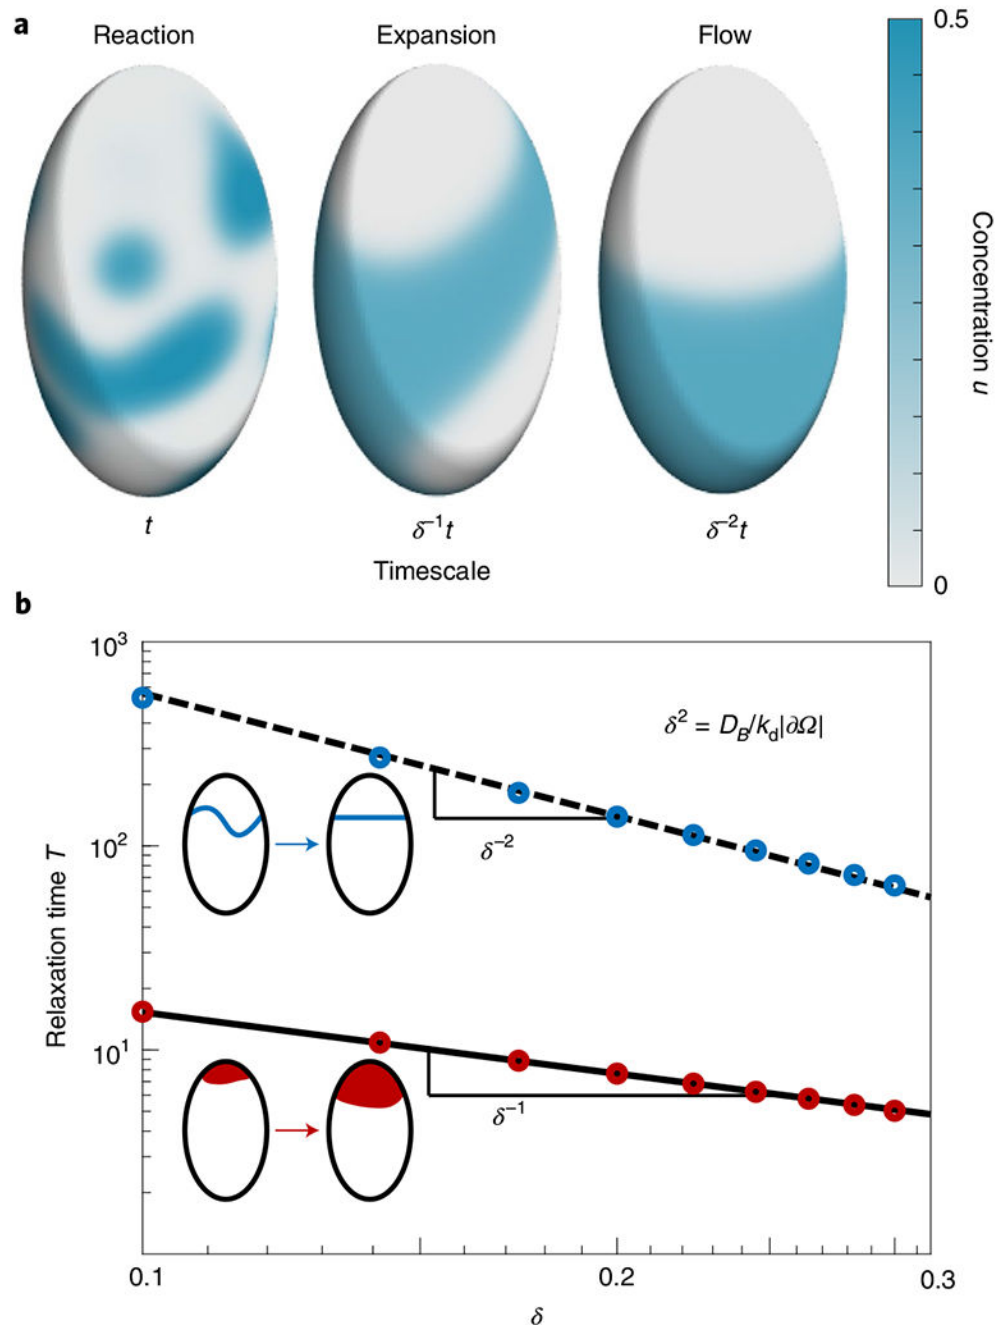 a
Reaction Expansion Flow
0.5
Concentration u
0
t δ⁻¹t δ⁻²t
Timescale
b
10³
10²
10¹
Relaxation time T
δ² = D_B/k_d|∂Ω|
δ⁻²
δ⁻¹
0.1 0.2 0.3
δ